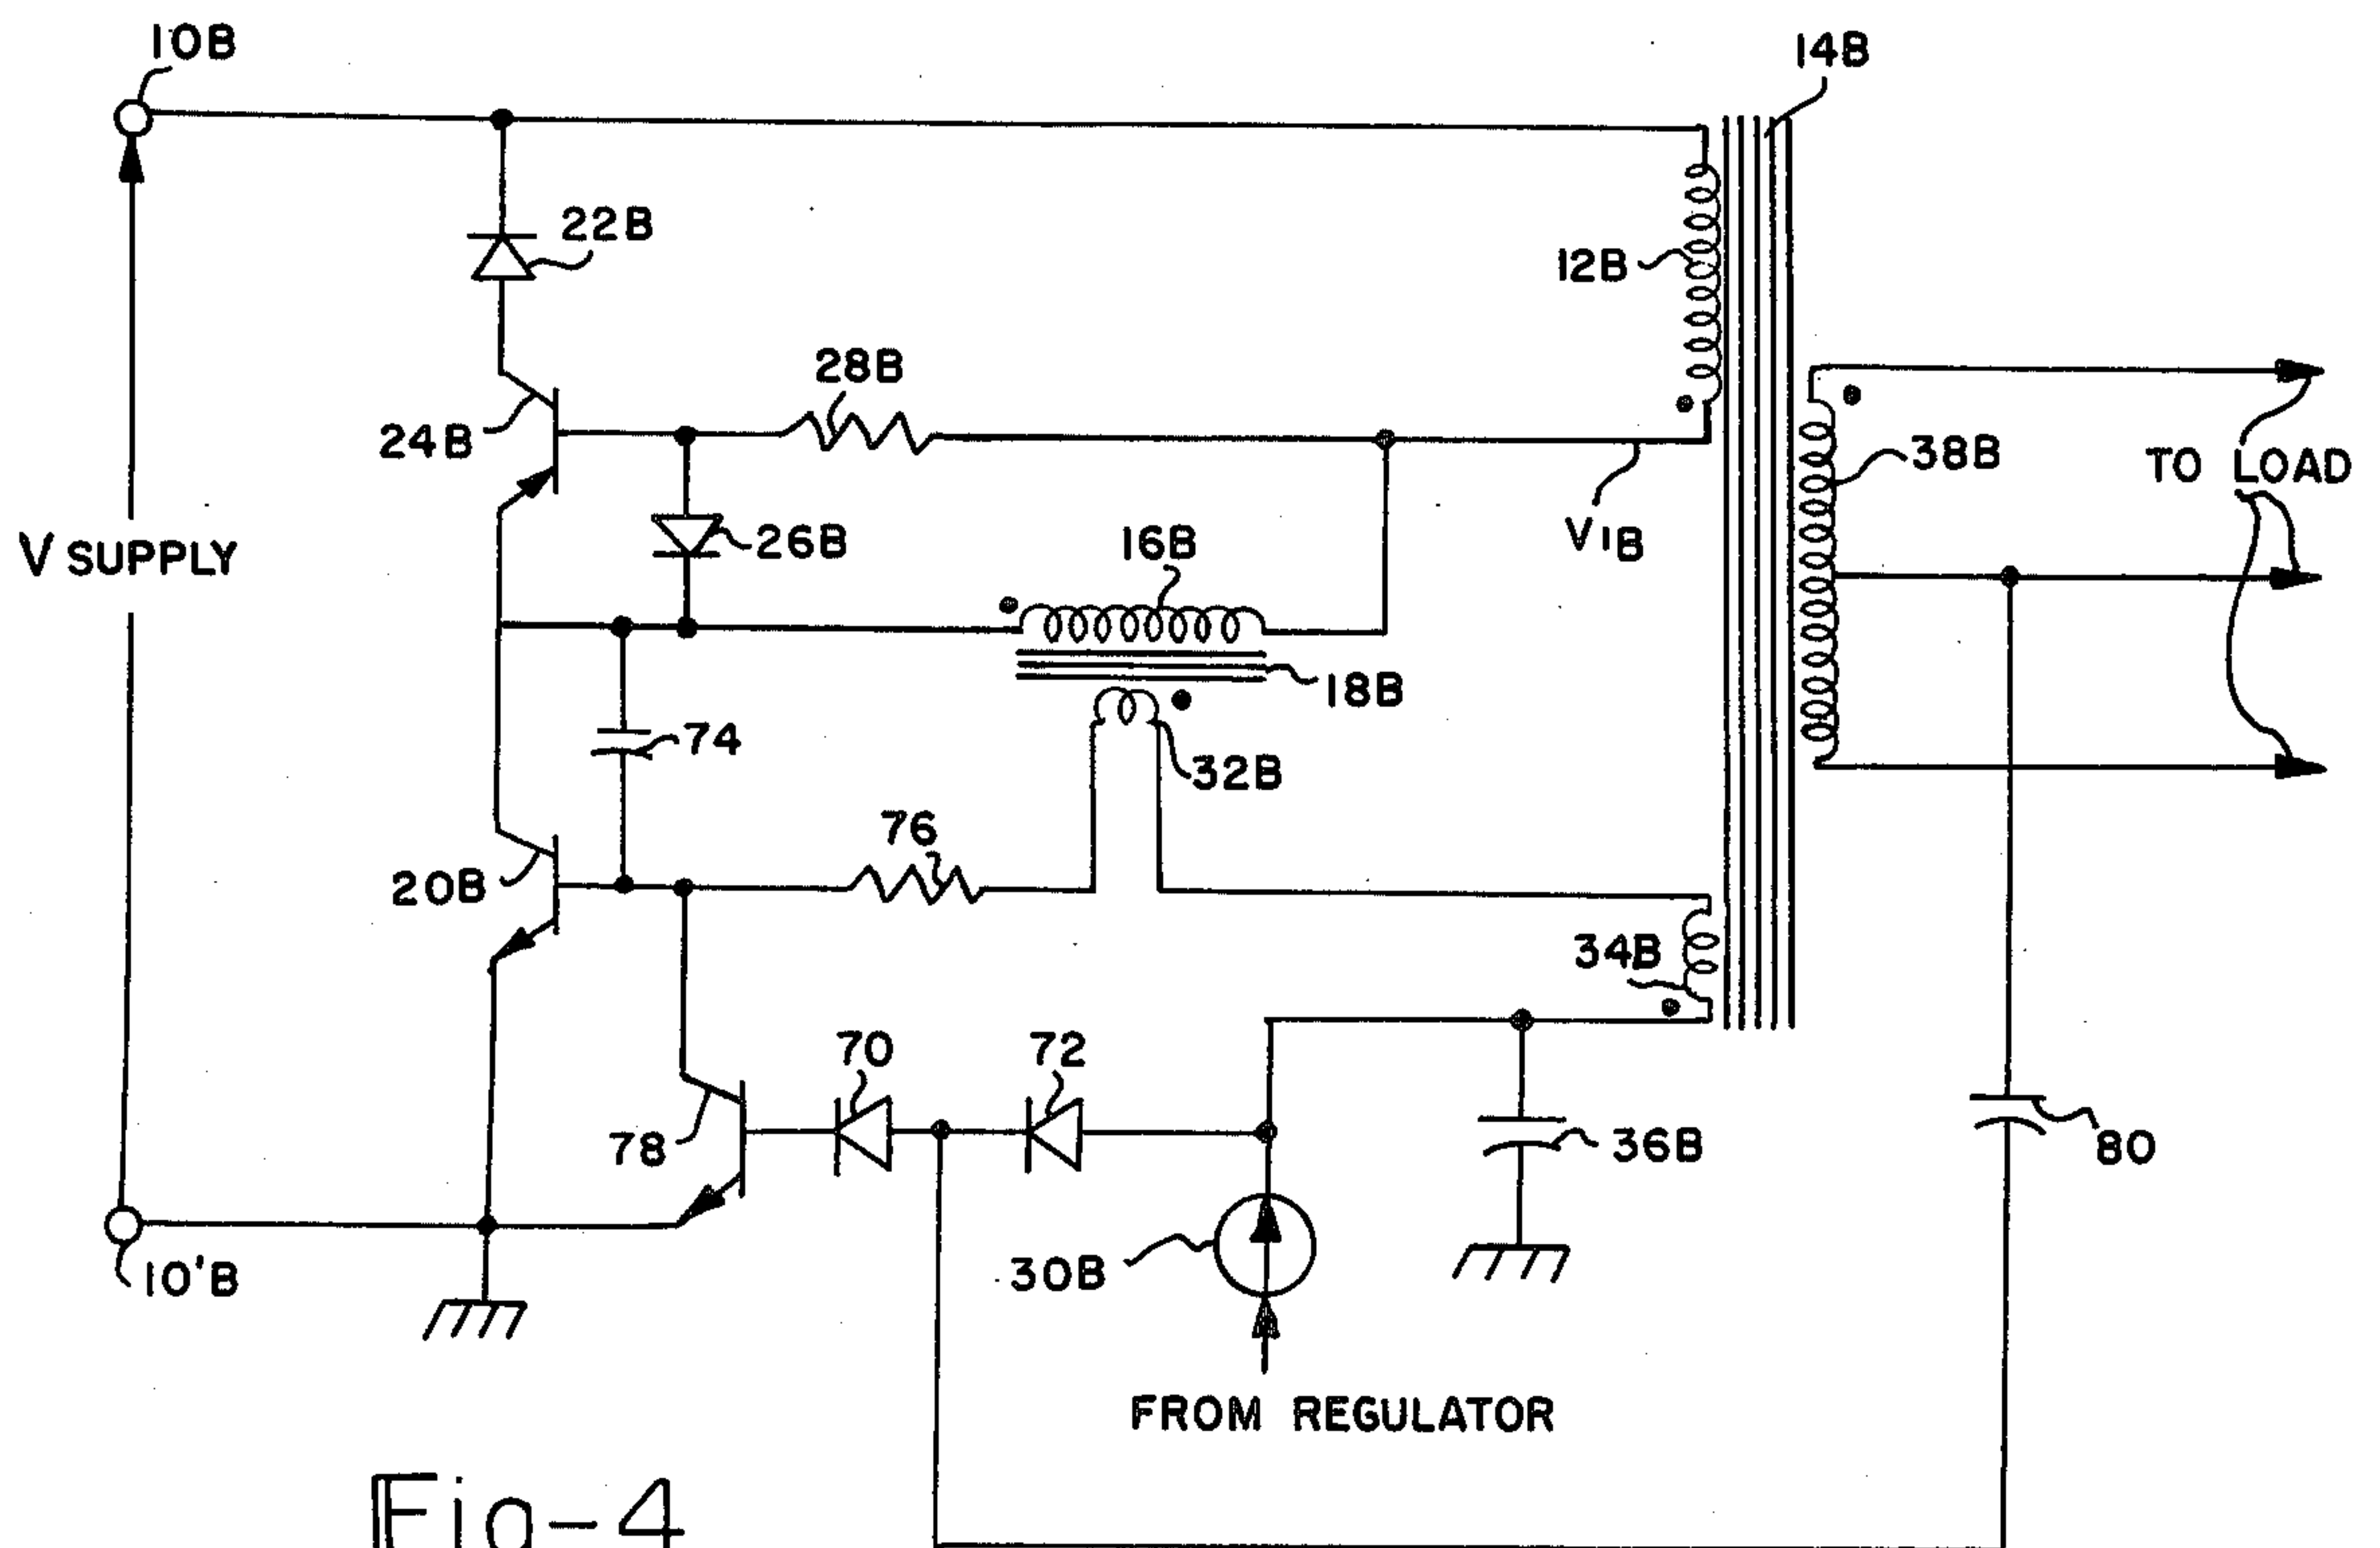 10B
14B
22B
12B
28B
24B
38B
TO LOAD
V SUPPLY
26B
16B
V1B
18B
74
32B
76
20B
34B
70
72
78
36B
80
10'B
30B
FROM REGULATOR
Fig-4